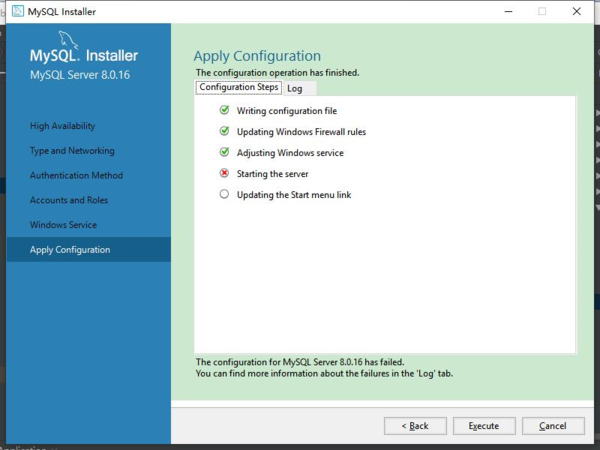 MySQL Installer
MySQL. Installer
MySQL Server 8.0.16
High Availability
Type and Networking
Authentication Method
Accounts and Roles
Windows Service
Apply Configuration
Apply Configuration
The configuration operation has finished.
Configuration Steps
Log
Writing configuration file
Updating Windows Firewall rules
Adjusting Windows service
Starting the server
Updating the Start menu link
The configuration for MySQL Server 8.0.16 has failed.
You can find more information about the failures in the 'Log' tab.
< Back
Execute
Cancel